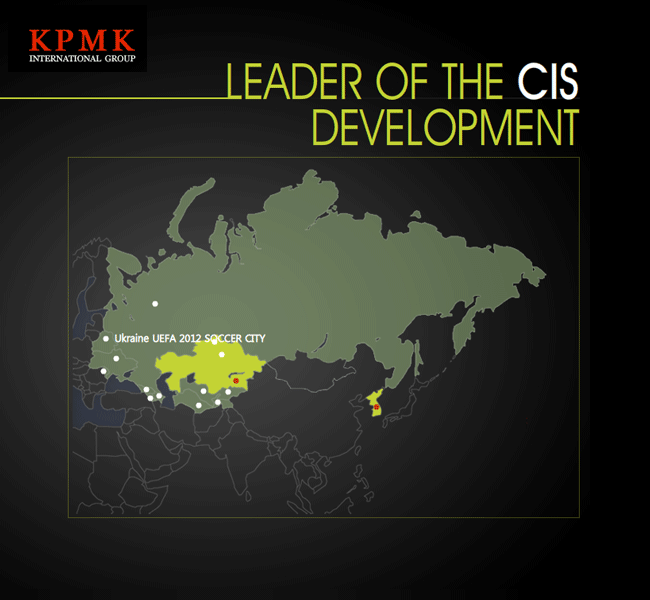 KPMK
INTERNATIONAL GROUP
LEADER OF THE CIS
DEVELOPMENT
Ukraine UEFA 2012 SOCCER CITY